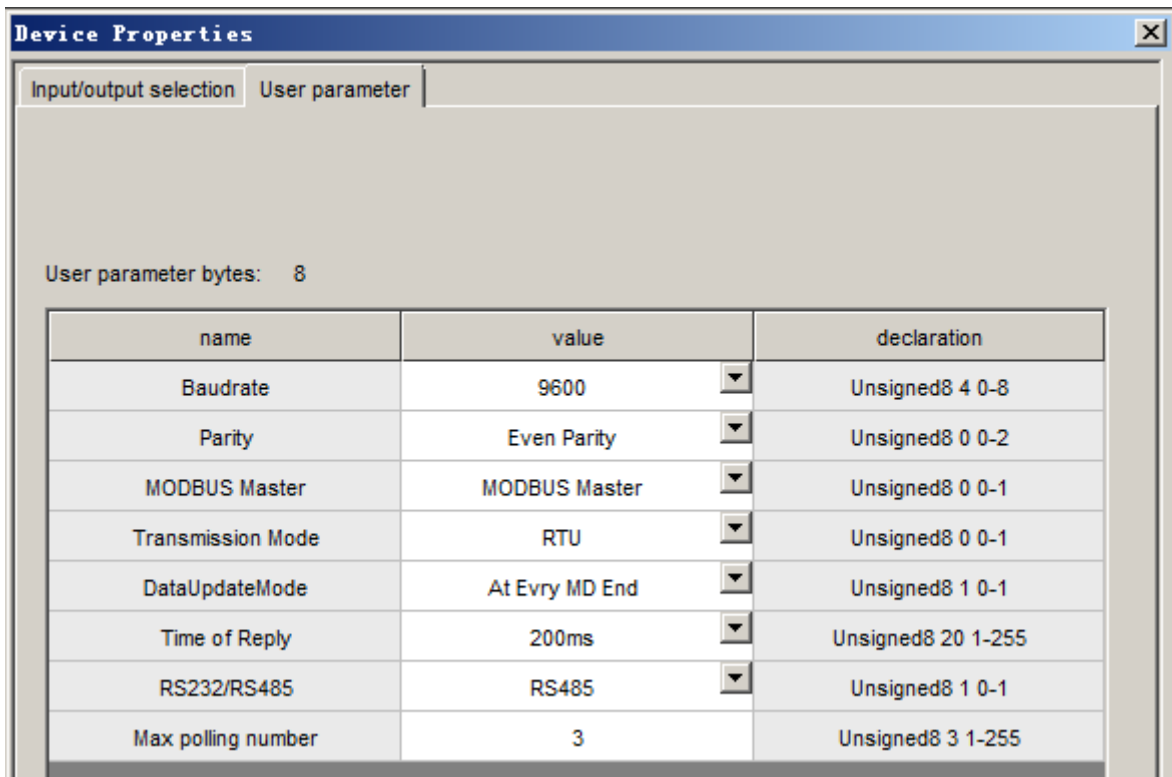 Device Properties
Input/output selection User parameter
User parameter bytes: 8
name value declaration
Baudrate 9600 Unsigned8 4 0-8
Parity Even Parity Unsigned8 0 0-2
MODBUS Master MODBUS Master Unsigned8 0 0-1
Transmission Mode RTU Unsigned8 0 0-1
DataUpdateMode At Evry MD End Unsigned8 1 0-1
Time of Reply 200ms Unsigned8 20 1-255
RS232/RS485 RS485 Unsigned8 1 0-1
Max polling number 3 Unsigned8 3 1-255